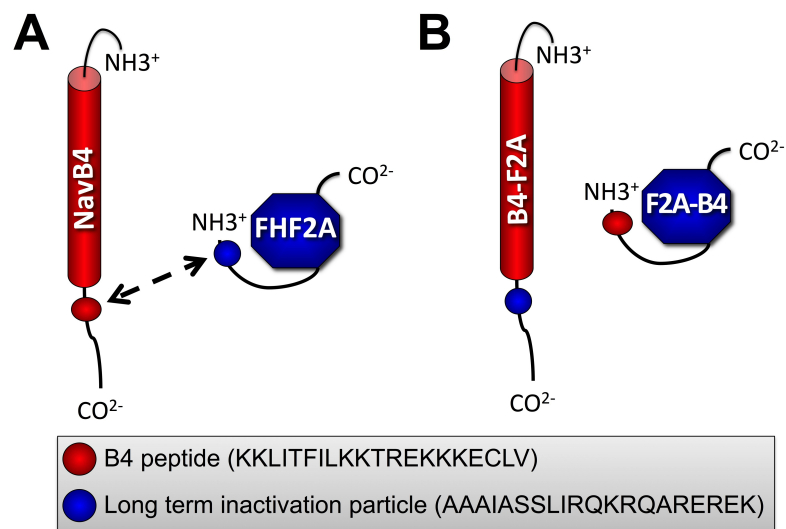 A
NH3⁺
NavB4
NH3⁺
FHF2A
CO²⁻
CO²⁻
B
NH3⁺
B4-F2A
NH3⁺
F2A-B4
CO²⁻
CO²⁻
B4 peptide (KKLITFILKKTREKKKECLV)
Long term inactivation particle (AAAIASSLIRQKRQAREREK)